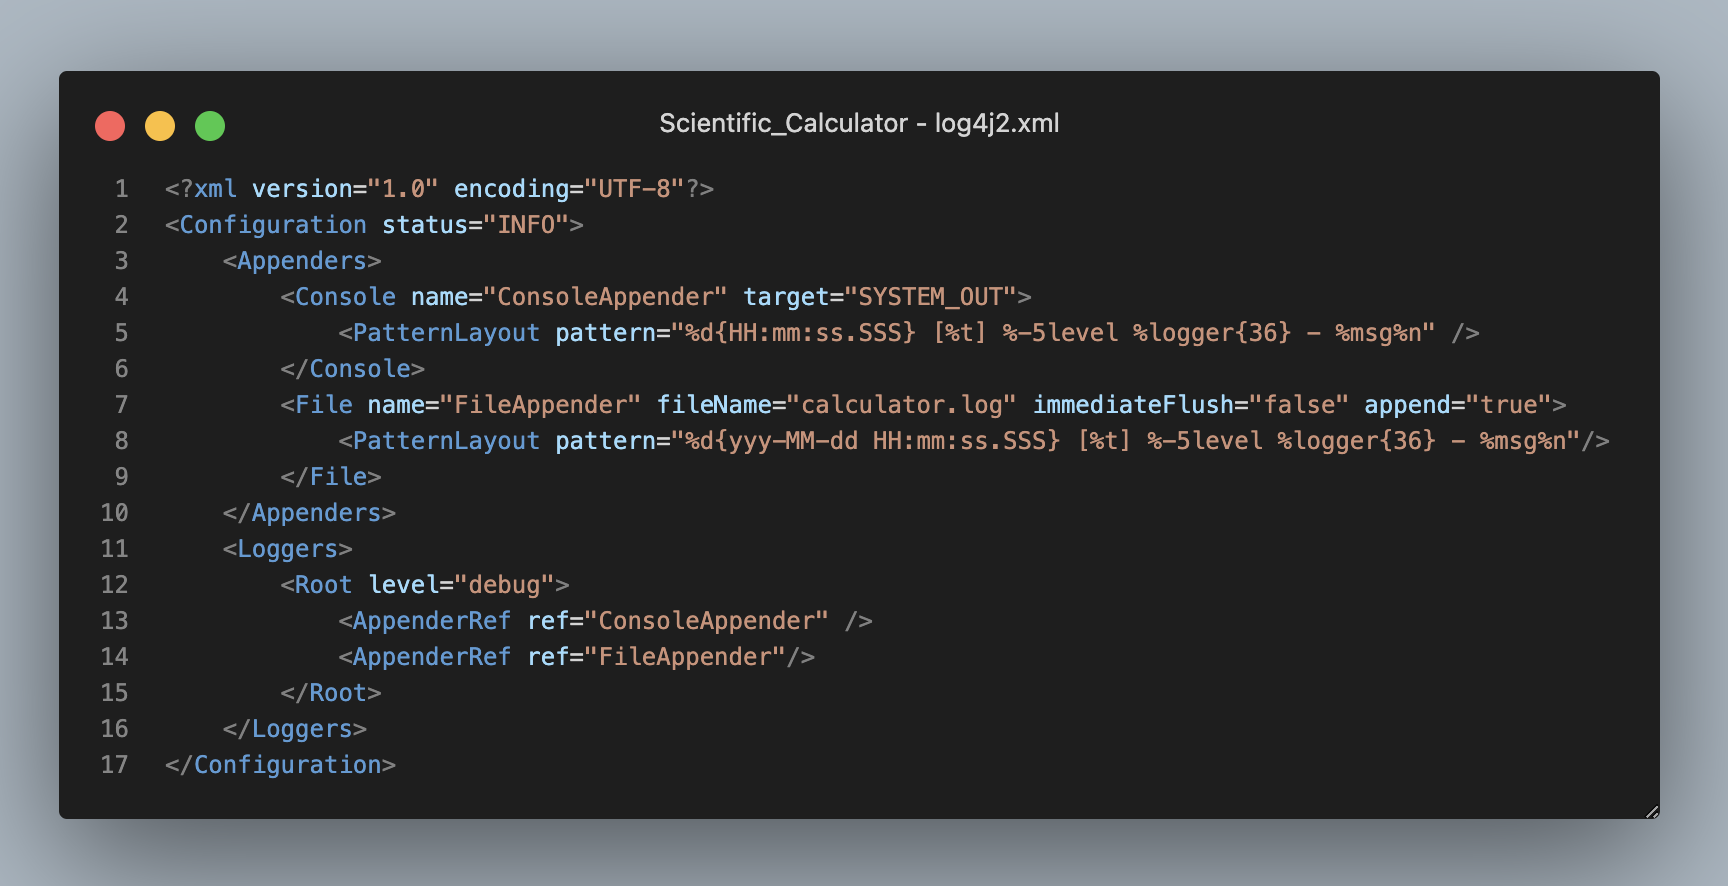 Scientific_Calculator - log4j2.xml
1 <?xml version="1.0" encoding="UTF-8"?>
2 <Configuration status="INFO">
3     <Appenders>
4         <Console name="ConsoleAppender" target="SYSTEM_OUT">
5             <PatternLayout pattern="%d{HH:mm:ss.SSS} [%t] %-5level %logger{36} - %msg%n" />
6         </Console>
7         <File name="FileAppender" fileName="calculator.log" immediateFlush="false" append="true">
8             <PatternLayout pattern="%d{yyy-MM-dd HH:mm:ss.SSS} [%t] %-5level %logger{36} - %msg%n"/>
9         </File>
10     </Appenders>
11     <Loggers>
12         <Root level="debug">
13             <AppenderRef ref="ConsoleAppender" />
14             <AppenderRef ref="FileAppender"/>
15         </Root>
16     </Loggers>
17 </Configuration>